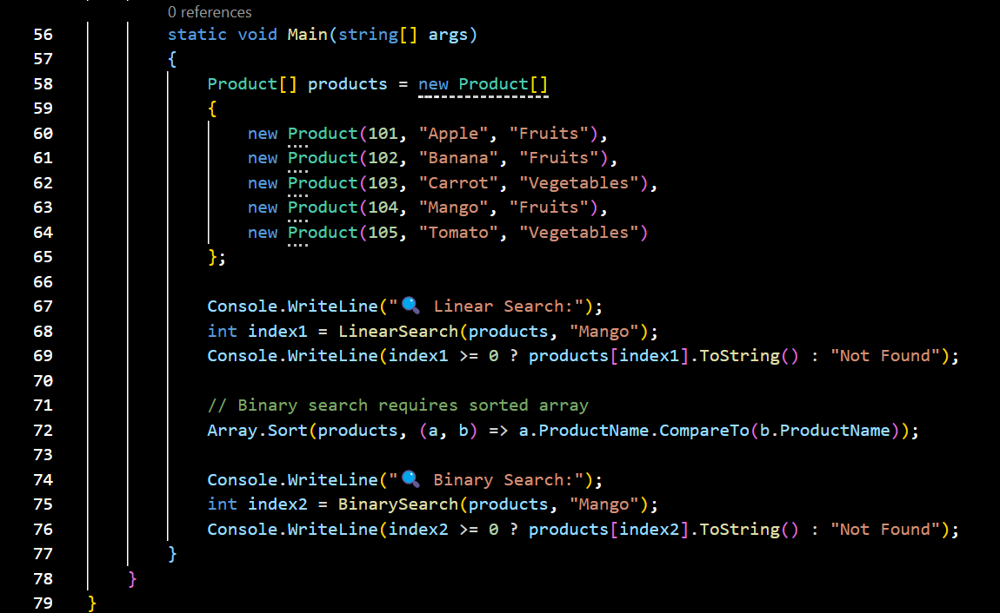 0 references
56 static void Main(string[] args)
57 {
58 Product[] products = new Product[]
59 {
60 new Product(101, "Apple", "Fruits"),
61 new Product(102, "Banana", "Fruits"),
62 new Product(103, "Carrot", "Vegetables"),
63 new Product(104, "Mango", "Fruits"),
64 new Product(105, "Tomato", "Vegetables")
65 };
66
67 Console.WriteLine("🔍 Linear Search:");
68 int index1 = LinearSearch(products, "Mango");
69 Console.WriteLine(index1 >= 0 ? products[index1].ToString() : "Not Found");
70
71 // Binary search requires sorted array
72 Array.Sort(products, (a, b) => a.ProductName.CompareTo(b.ProductName));
73
74 Console.WriteLine("🔍 Binary Search:");
75 int index2 = BinarySearch(products, "Mango");
76 Console.WriteLine(index2 >= 0 ? products[index2].ToString() : "Not Found");
77 }
78 }
79 }